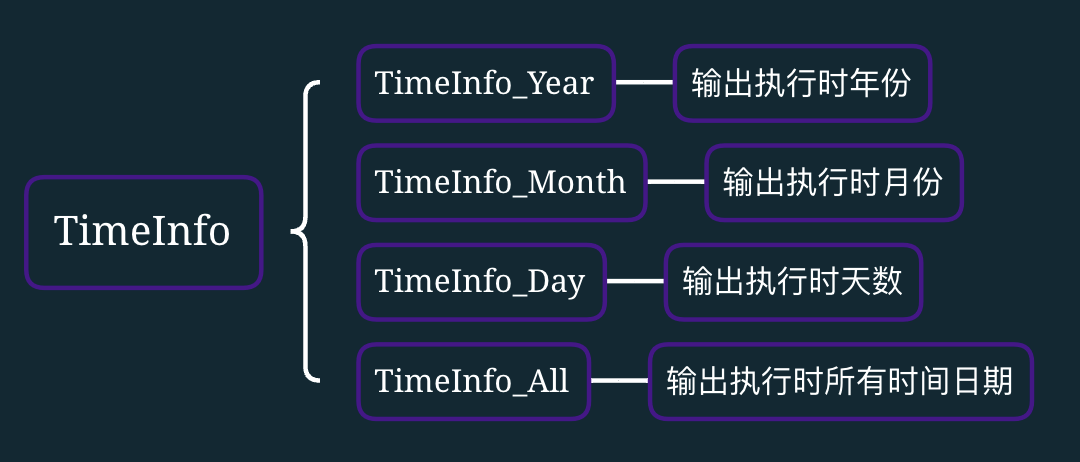 TimeInfo
TimeInfo_Year
输出执行时年份
TimeInfo_Month
输出执行时月份
TimeInfo_Day
输出执行时天数
TimeInfo_All
输出执行时所有时间日期